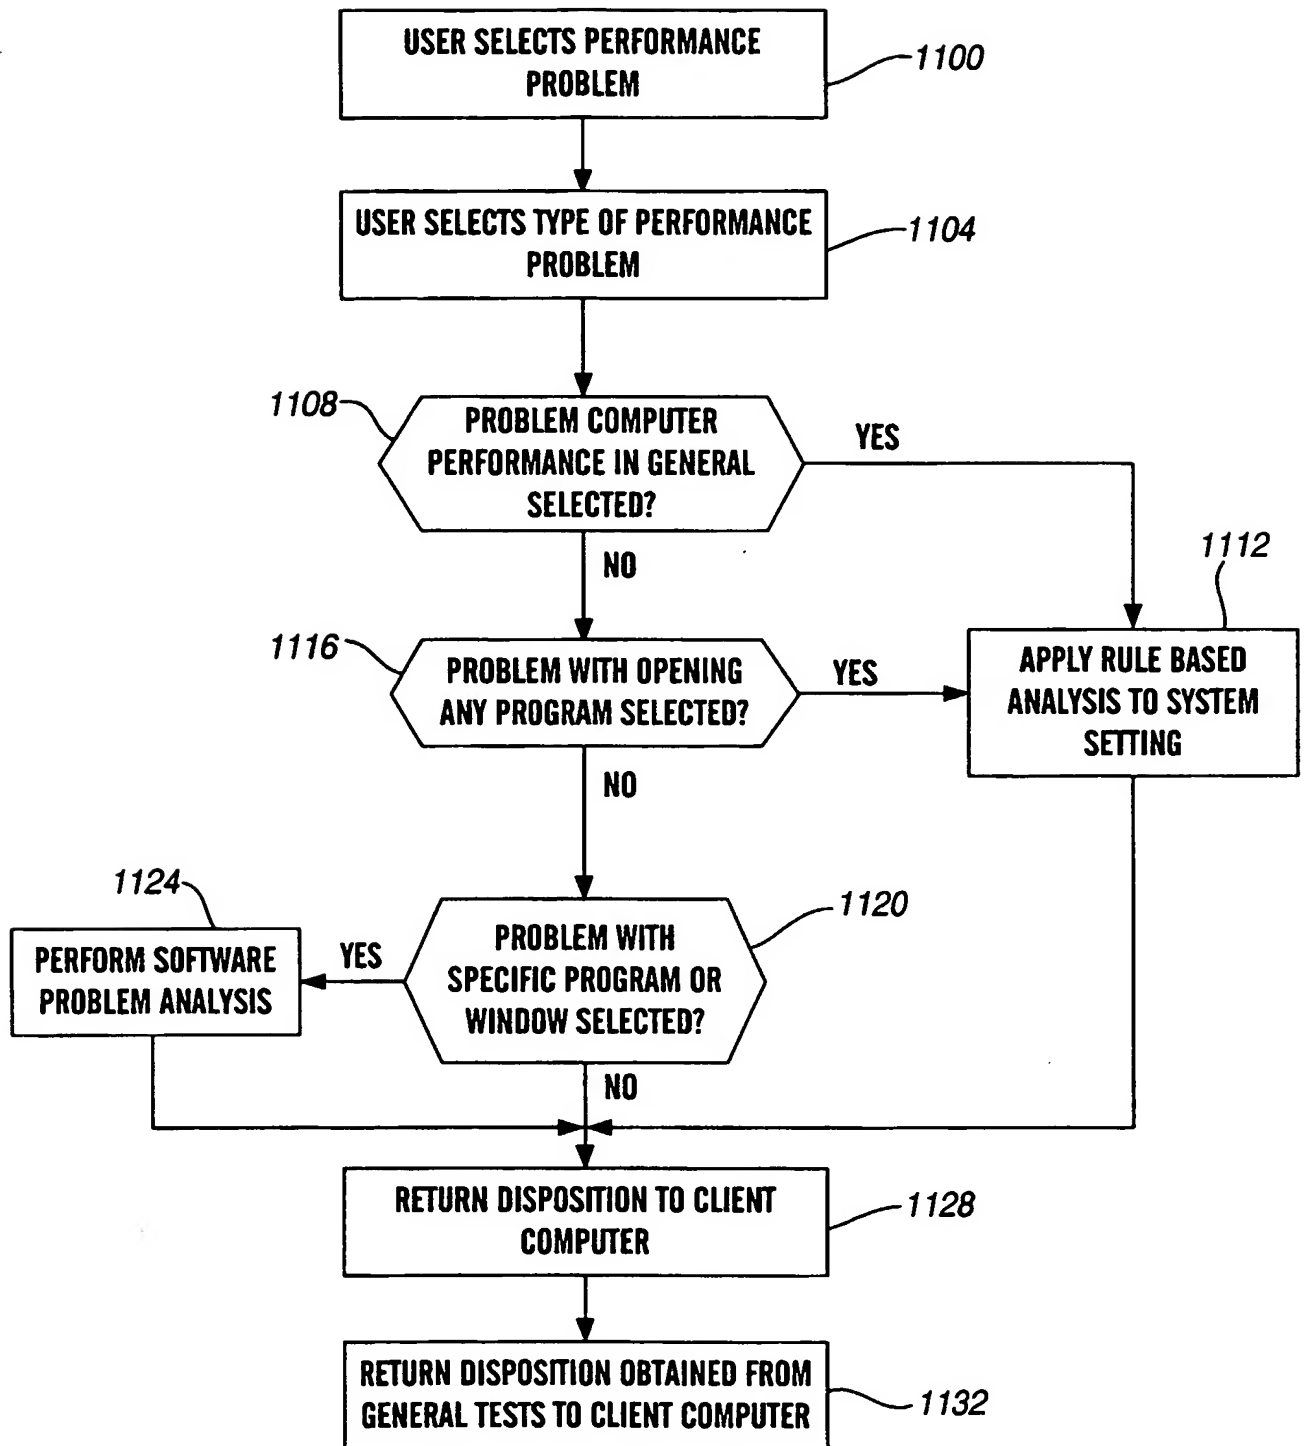 USER SELECTS PERFORMANCE
PROBLEM
1100
USER SELECTS TYPE OF PERFORMANCE
PROBLEM
1104
1108
PROBLEM COMPUTER
PERFORMANCE IN GENERAL
SELECTED?
YES
NO
1112
APPLY RULE BASED
ANALYSIS TO SYSTEM
SETTING
1116
PROBLEM WITH OPENING
ANY PROGRAM SELECTED?
YES
NO
1120
PROBLEM WITH
SPECIFIC PROGRAM OR
WINDOW SELECTED?
YES
1124
PERFORM SOFTWARE
PROBLEM ANALYSIS
NO
RETURN DISPOSITION TO CLIENT
COMPUTER
1128
RETURN DISPOSITION OBTAINED FROM
GENERAL TESTS TO CLIENT COMPUTER
1132